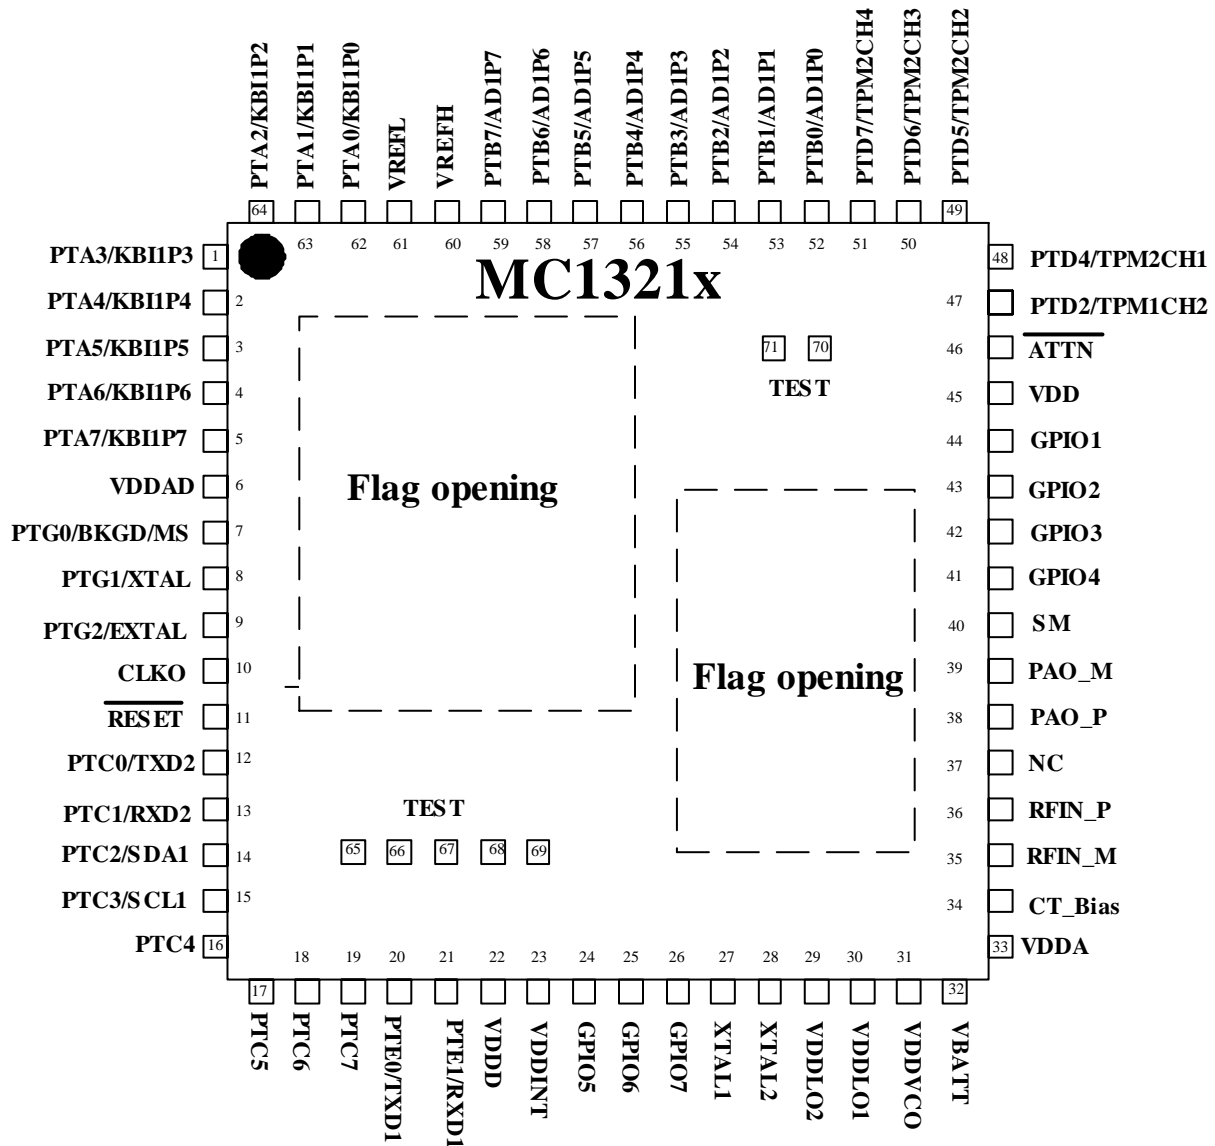 PTA2/KBI1P2
PTA1/KBI1P1
PTA0/KBI1P0
VREFL
VREFH
PTB7/AD1P7
PTB6/AD1P6
PTB5/AD1P5
PTB4/AD1P4
PTB3/AD1P3
PTB2/AD1P2
PTB1/AD1P1
PTB0/AD1P0
PTD7/TPM2CH4
PTD6/TPM2CH3
PTD5/TPM2CH2
64
63
62
61
60
59
58
57
56
55
54
53
52
51
50
49
MC1321x
PTA3/KBI1P3 1
PTA4/KBI1P4 2
PTA5/KBI1P5 3
PTA6/KBI1P6 4
PTA7/KBI1P7 5
VDDAD 6
PTG0/BKGD/MS 7
PTG1/XTAL 8
PTG2/EXTAL 9
CLKO 10
RESET 11
PTC0/TXD2 12
PTC1/RXD2 13
PTC2/SDA1 14
PTC3/SCL1 15
PTC4 16
71 70
TEST
Flag opening
Flag opening
TEST
65 66 67 68 69
48 PTD4/TPM2CH1
47 PTD2/TPM1CH2
46 ATTN
45 VDD
44 GPIO1
43 GPIO2
42 GPIO3
41 GPIO4
40 SM
39 PAO_M
38 PAO_P
37 NC
36 RFIN_P
35 RFIN_M
34 CT_Bias
33 VDDA
17
18
19
20
21
22
23
24
25
26
27
28
29
30
31
32
PTC5
PTC6
PTC7
PTE0/TXD1
PTE1/RXD1
VDDD
VDDINT
GPIO5
GPIO6
GPIO7
XTAL1
XTAL2
VDDLO2
VDDLO1
VDDVCO
VBATT